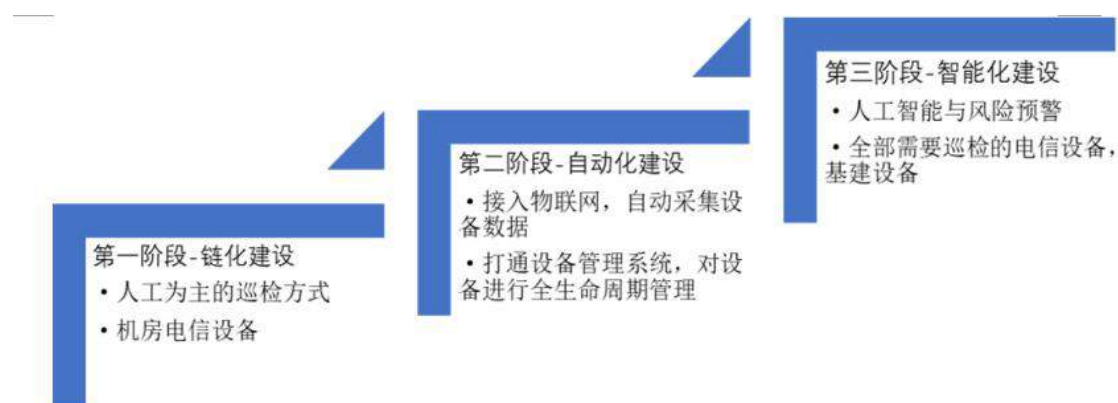 第一阶段-链化建设
•人工为主的巡检方式
•机房电信设备
第二阶段-自动化建设
•接入物联网，自动采集设
备数据
•打通设备管理系统，对设
备进行全生命周期管理
第三阶段-智能化建设
•人工智能与风险预警
•全部需要巡检的电信设备，
基建设备